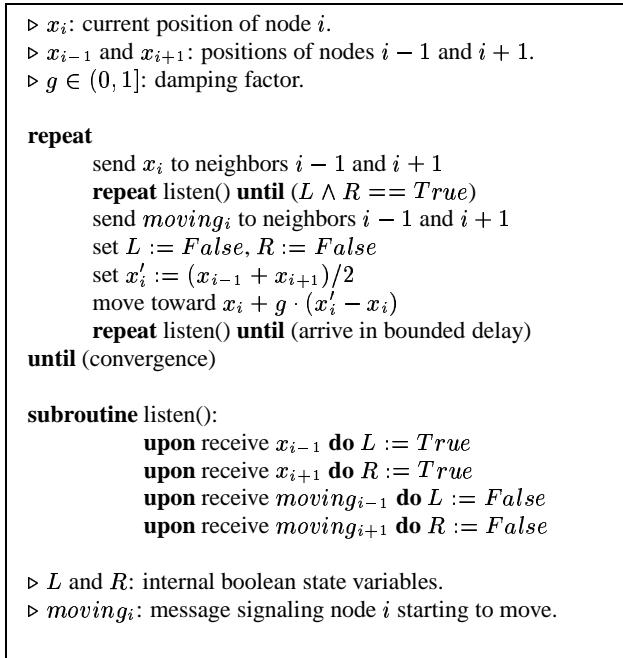 ▷ x_i: current position of node i.
▷ x_{i−1} and x_{i+1}: positions of nodes i − 1 and i + 1.
▷ g ∈ (0, 1]: damping factor.
repeat
send x_i to neighbors i − 1 and i + 1
repeat listen() until (L ∧ R == True)
send moving_i to neighbors i − 1 and i + 1
set L := False, R := False
set x′_i := (x_{i−1} + x_{i+1})/2
move toward x_i + g · (x′_i − x_i)
repeat listen() until (arrive in bounded delay)
until (convergence)
subroutine listen():
upon receive x_{i−1} do L := True
upon receive x_{i+1} do R := True
upon receive moving_{i−1} do L := False
upon receive moving_{i+1} do R := False
▷ L and R: internal boolean state variables.
▷ moving_i: message signaling node i starting to move.